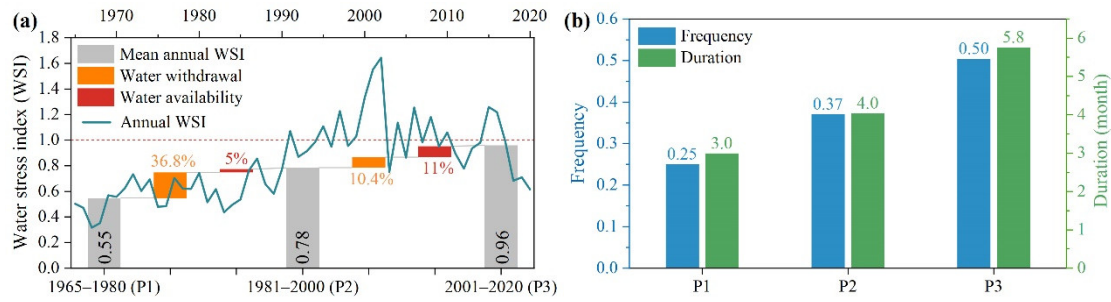 (a)
1970 1980 1990 2000 2010 2020
Water stress index (WSI)
1.8
1.6
1.4
1.2
1.0
0.8
0.6
0.4
0.2
0.0
Mean annual WSI
Water withdrawal
Water availability
Annual WSI
36.8%
5%
10.4%
11%
0.55
0.78
0.96
1965–1980 (P1) 1981–2000 (P2) 2001–2020 (P3)
(b)
Frequency
0.6
0.5
0.4
0.3
0.2
0.1
0.0
Frequency
Duration
0.25
3.0
0.37
4.0
0.50
5.8
P1 P2 P3
6
5
4
3
2
1
0
Duration (month)